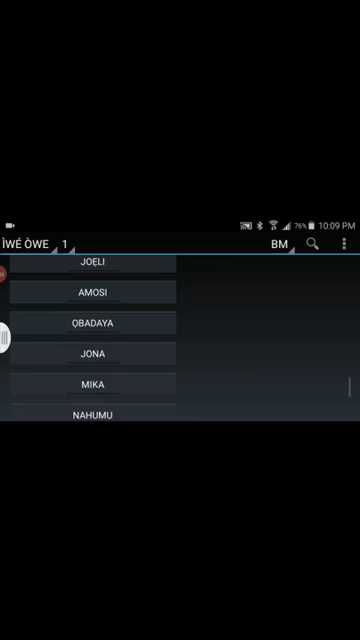 76% 10:09 PM
ÌWÉ ÒWE 1 BM
JOẸLI
AMOSI
ỌBADAYA
JONA
MIKA
NAHUMU